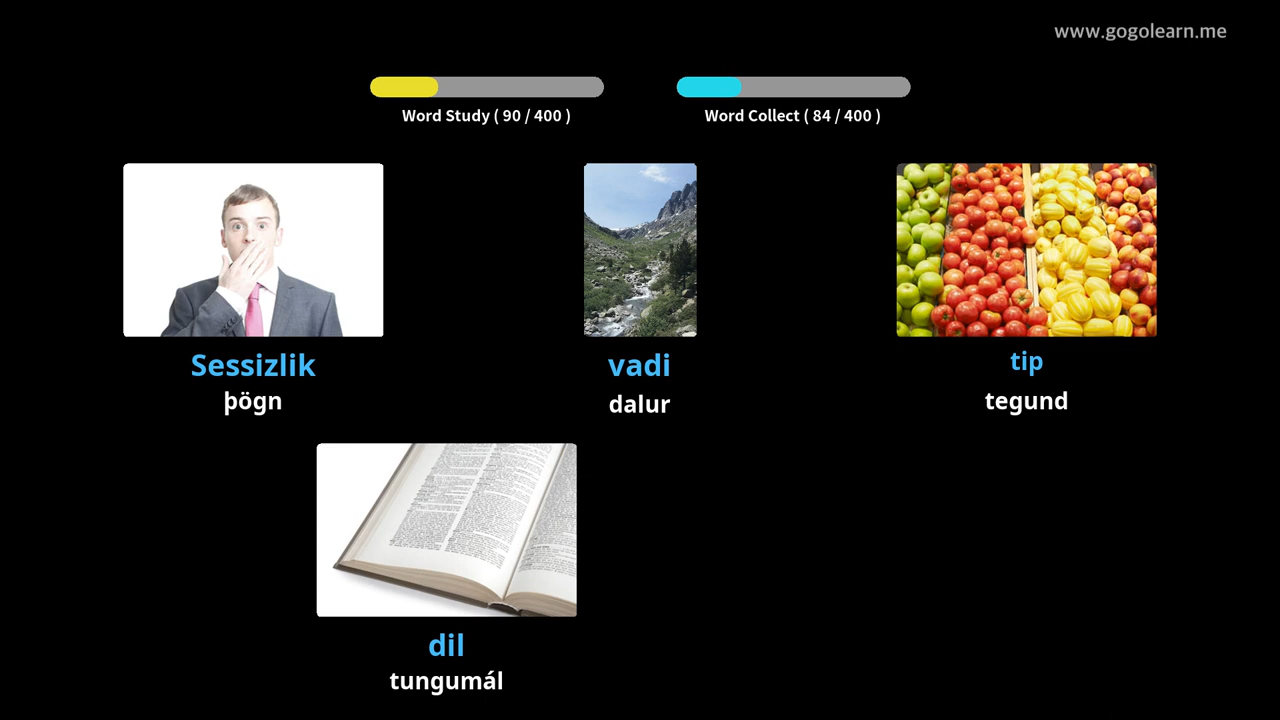 www.gogolearn.me
Word Study ( 90 / 400 )
Word Collect ( 84 / 400 )
Sessizlik
þögn
vadi
dalur
tip
tegund
dil
tungumál